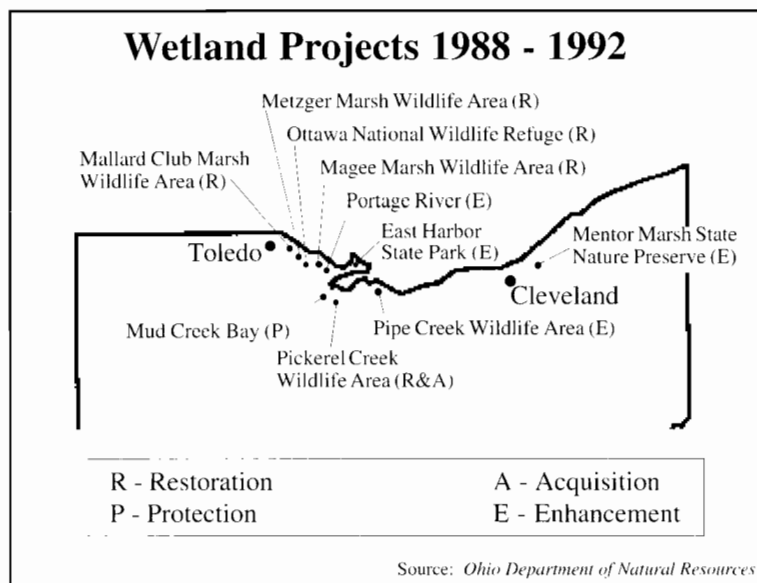 Wetland Projects 1988 - 1992
Metzger Marsh Wildlife Area (R)
Ottawa National Wildlife Refuge (R)
Mallard Club Marsh
Wildlife Area (R)
Magee Marsh Wildlife Area (R)
Portage River (E)
East Harbor
State Park (E)
Mentor Marsh State
Nature Preserve (E)
Toledo
Cleveland
Mud Creek Bay (P)
Pipe Creek Wildlife Area (E)
Pickerel Creek
Wildlife Area (R&A)
R - Restoration
A - Acquisition
P - Protection
E - Enhancement
Source: Ohio Department of Natural Resources